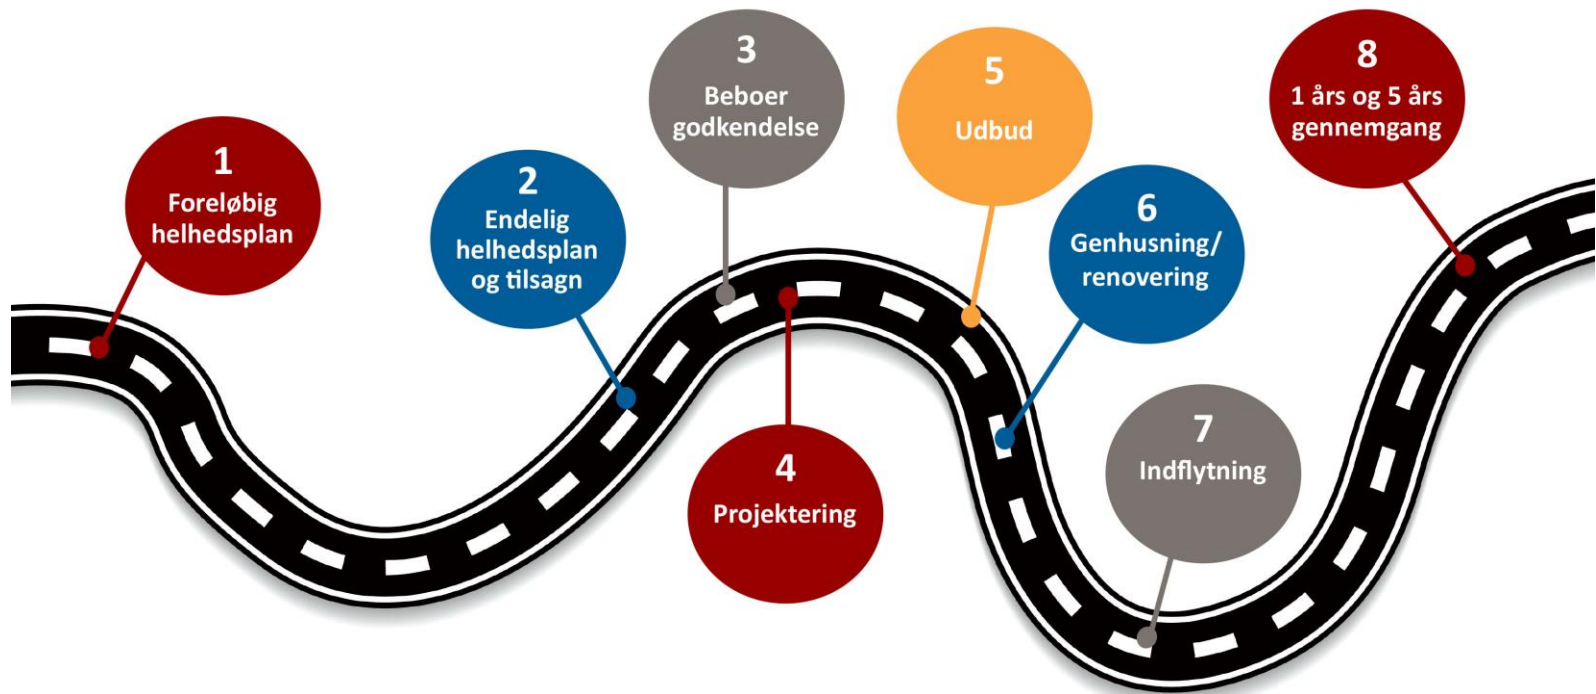 1
Foreløbig
helhedsplan
2
Endelig
helhedsplan
og tilsagn
3
Beboer
godkendelse
4
Projektering
5
Udbud
6
Genhusning/
renovering
7
Indflytning
8
1 års og 5 års
gennemgang